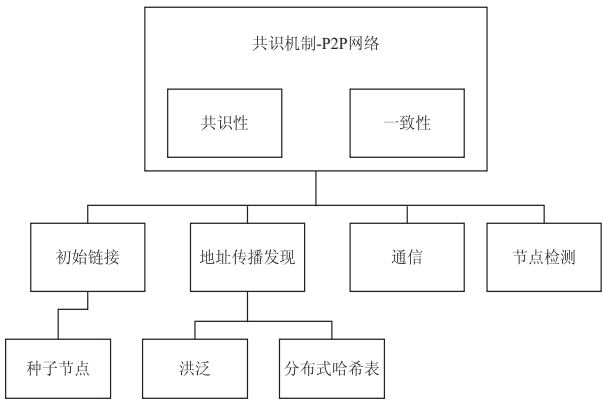 共识机制-P2P网络
共识性
一致性
初始链接
地址传播发现
通信
节点检测
种子节点
洪泛
分布式哈希表